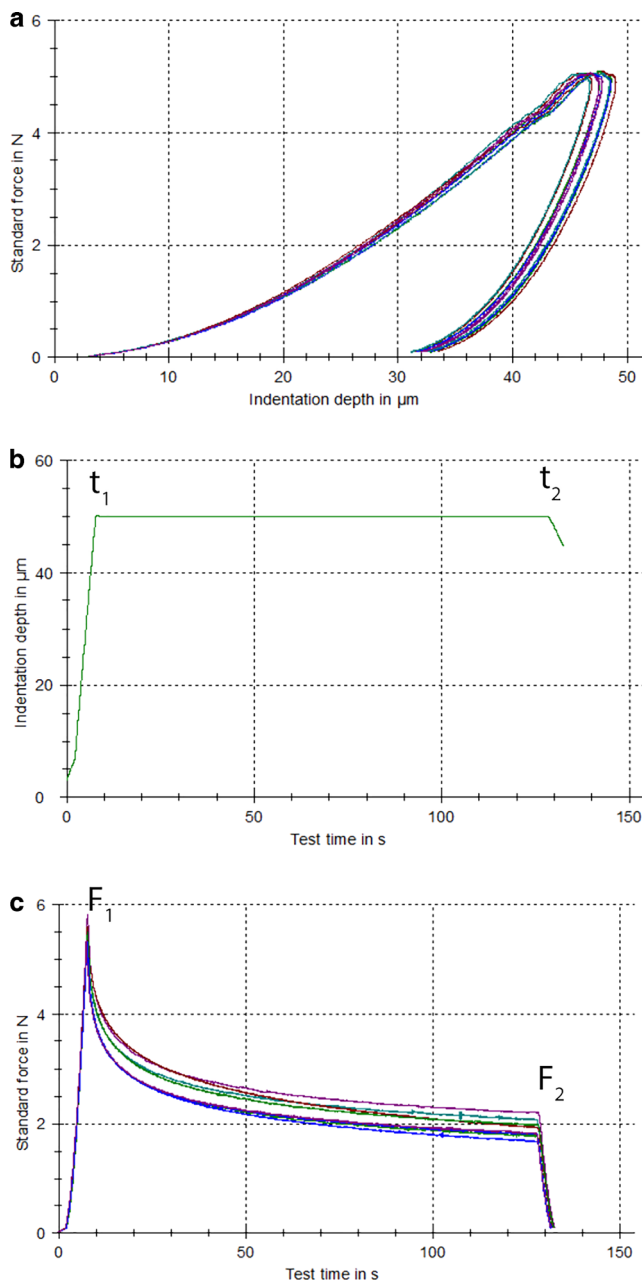 a
6
4
2
0
Standard force in N
0 10 20 30 40 50
Indentation depth in µm
b
60
40
20
0
Indentation depth in µm
t1
t2
0 50 100 150
Test time in s
c
6
4
2
0
Standard force in N
F1
F2
0 50 100 150
Test time in s